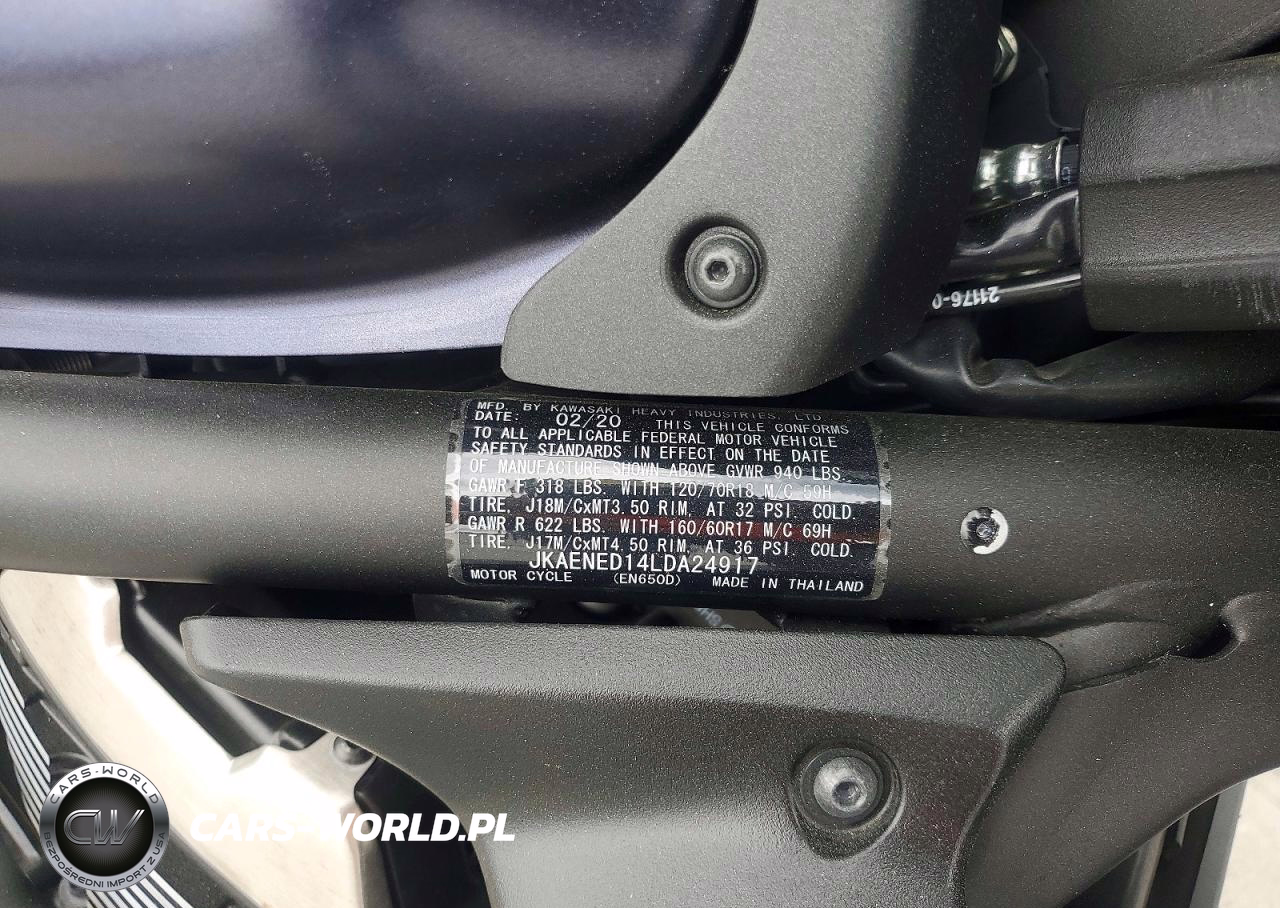 21176-0
MFD. BY KAWASAKI HEAVY INDUSTRIES, LTD.
DATE: 02/20 THIS VEHICLE CONFORMS
TO ALL APPLICABLE FEDERAL MOTOR VEHICLE
SAFETY STANDARDS IN EFFECT ON THE DATE
OF MANUFACTURE SHOWN ABOVE GVWR 940 LBS.
GAWR F 318 LBS. WITH 120/70R18 M/C 59H
TIRE, J18M/CxMT3.50 RIM, AT 32 PSI. COLD.
GAWR R 622 LBS. WITH 160/60R17 M/C 69H
TIRE, J17M/CxMT4.50 RIM, AT 36 PSI. COLD.
JKAENED14LDA24917
MOTOR CYCLE (EN650D) MADE IN THAILAND
CARS-WORLD
CW
BEZPOŚREDNI IMPORT Z USA
CARS-WORLD.PL